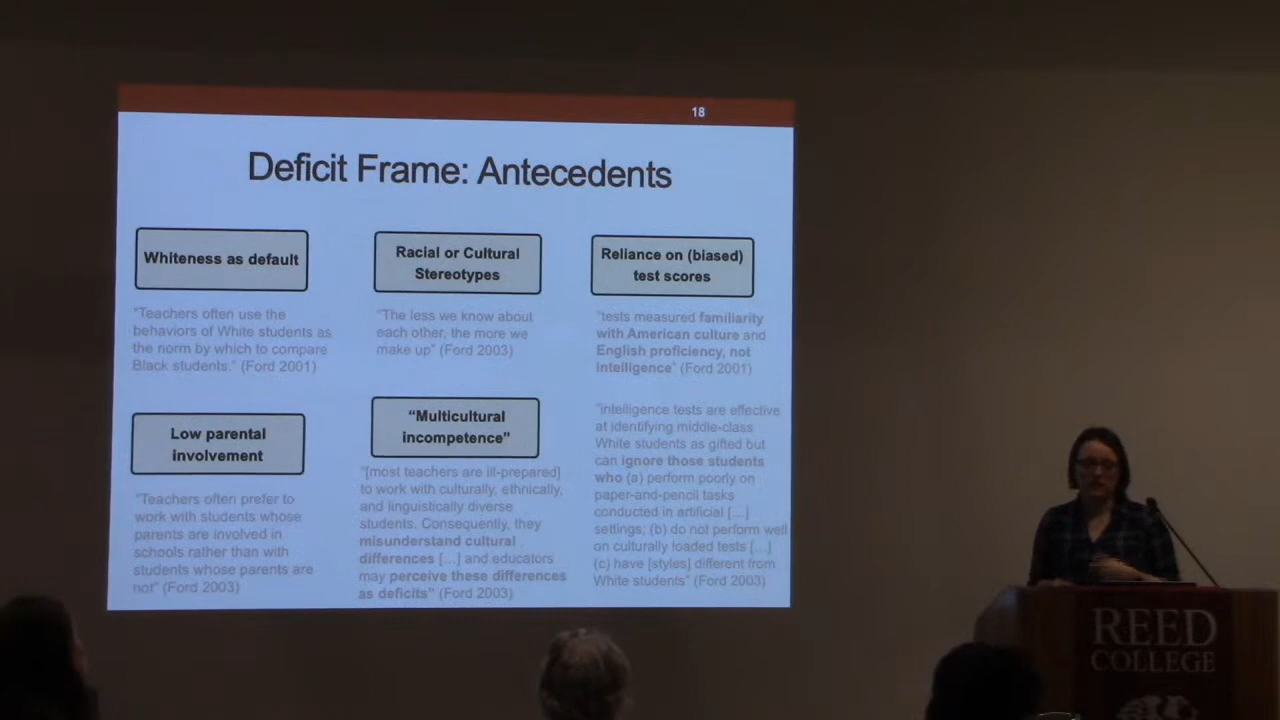 18
Deficit Frame: Antecedents
Whiteness as default
"Teachers often use the
behaviors of White students as
the norm by which to compare
Black students." (Ford 2001)
Racial or Cultural
Stereotypes
"The less we know about
each other, the more we
make up" (Ford 2003)
Reliance on (biased)
test scores
"tests measured familiarity
with American culture and
English proficiency, not
intelligence" (Ford 2001)
"intelligence tests are effective
at identifying middle-class
White students as gifted but
can ignore those students
who (a) perform poorly on
paper-and-pencil tasks
conducted in artificial […]
settings; (b) do not perform well
on culturally loaded tests […]
(c) have [styles] different from
White students" (Ford 2003)
Low parental
involvement
"Teachers often prefer to
work with students whose
parents are involved in
schools rather than with
students whose parents are
not" (Ford 2003)
"Multicultural
incompetence"
"[most teachers are ill-prepared]
to work with culturally, ethnically,
and linguistically diverse
students. Consequently, they
misunderstand cultural
differences […] and educators
may perceive these differences
as deficits" (Ford 2003)
REED
COLLEGE